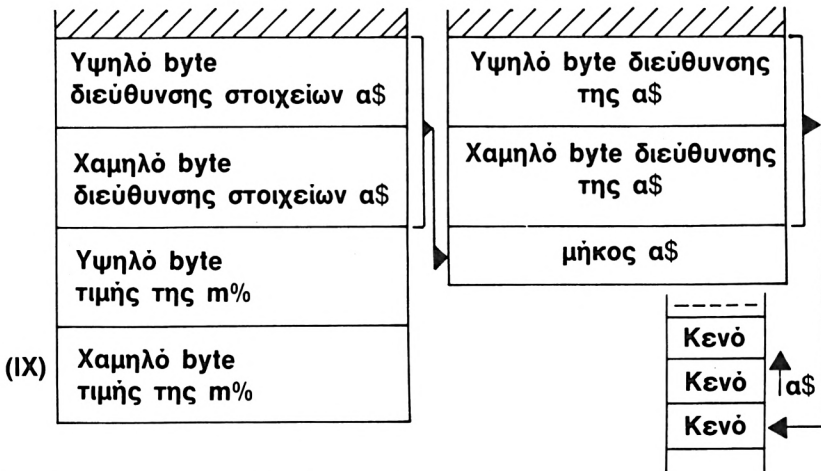 Υψηλό byte
διεύθυνσης στοιχείων a$
Χαμηλό byte
διεύθυνσης στοιχείων a$
Υψηλό byte
τιμής της m%
(IX)
Χαμηλό byte
τιμής της m%
Υψηλό byte διεύθυνσης
της a$
Χαμηλό byte διεύθυνσης
της a$
μήκος a$
Κενό
Κενό
a$
Κενό